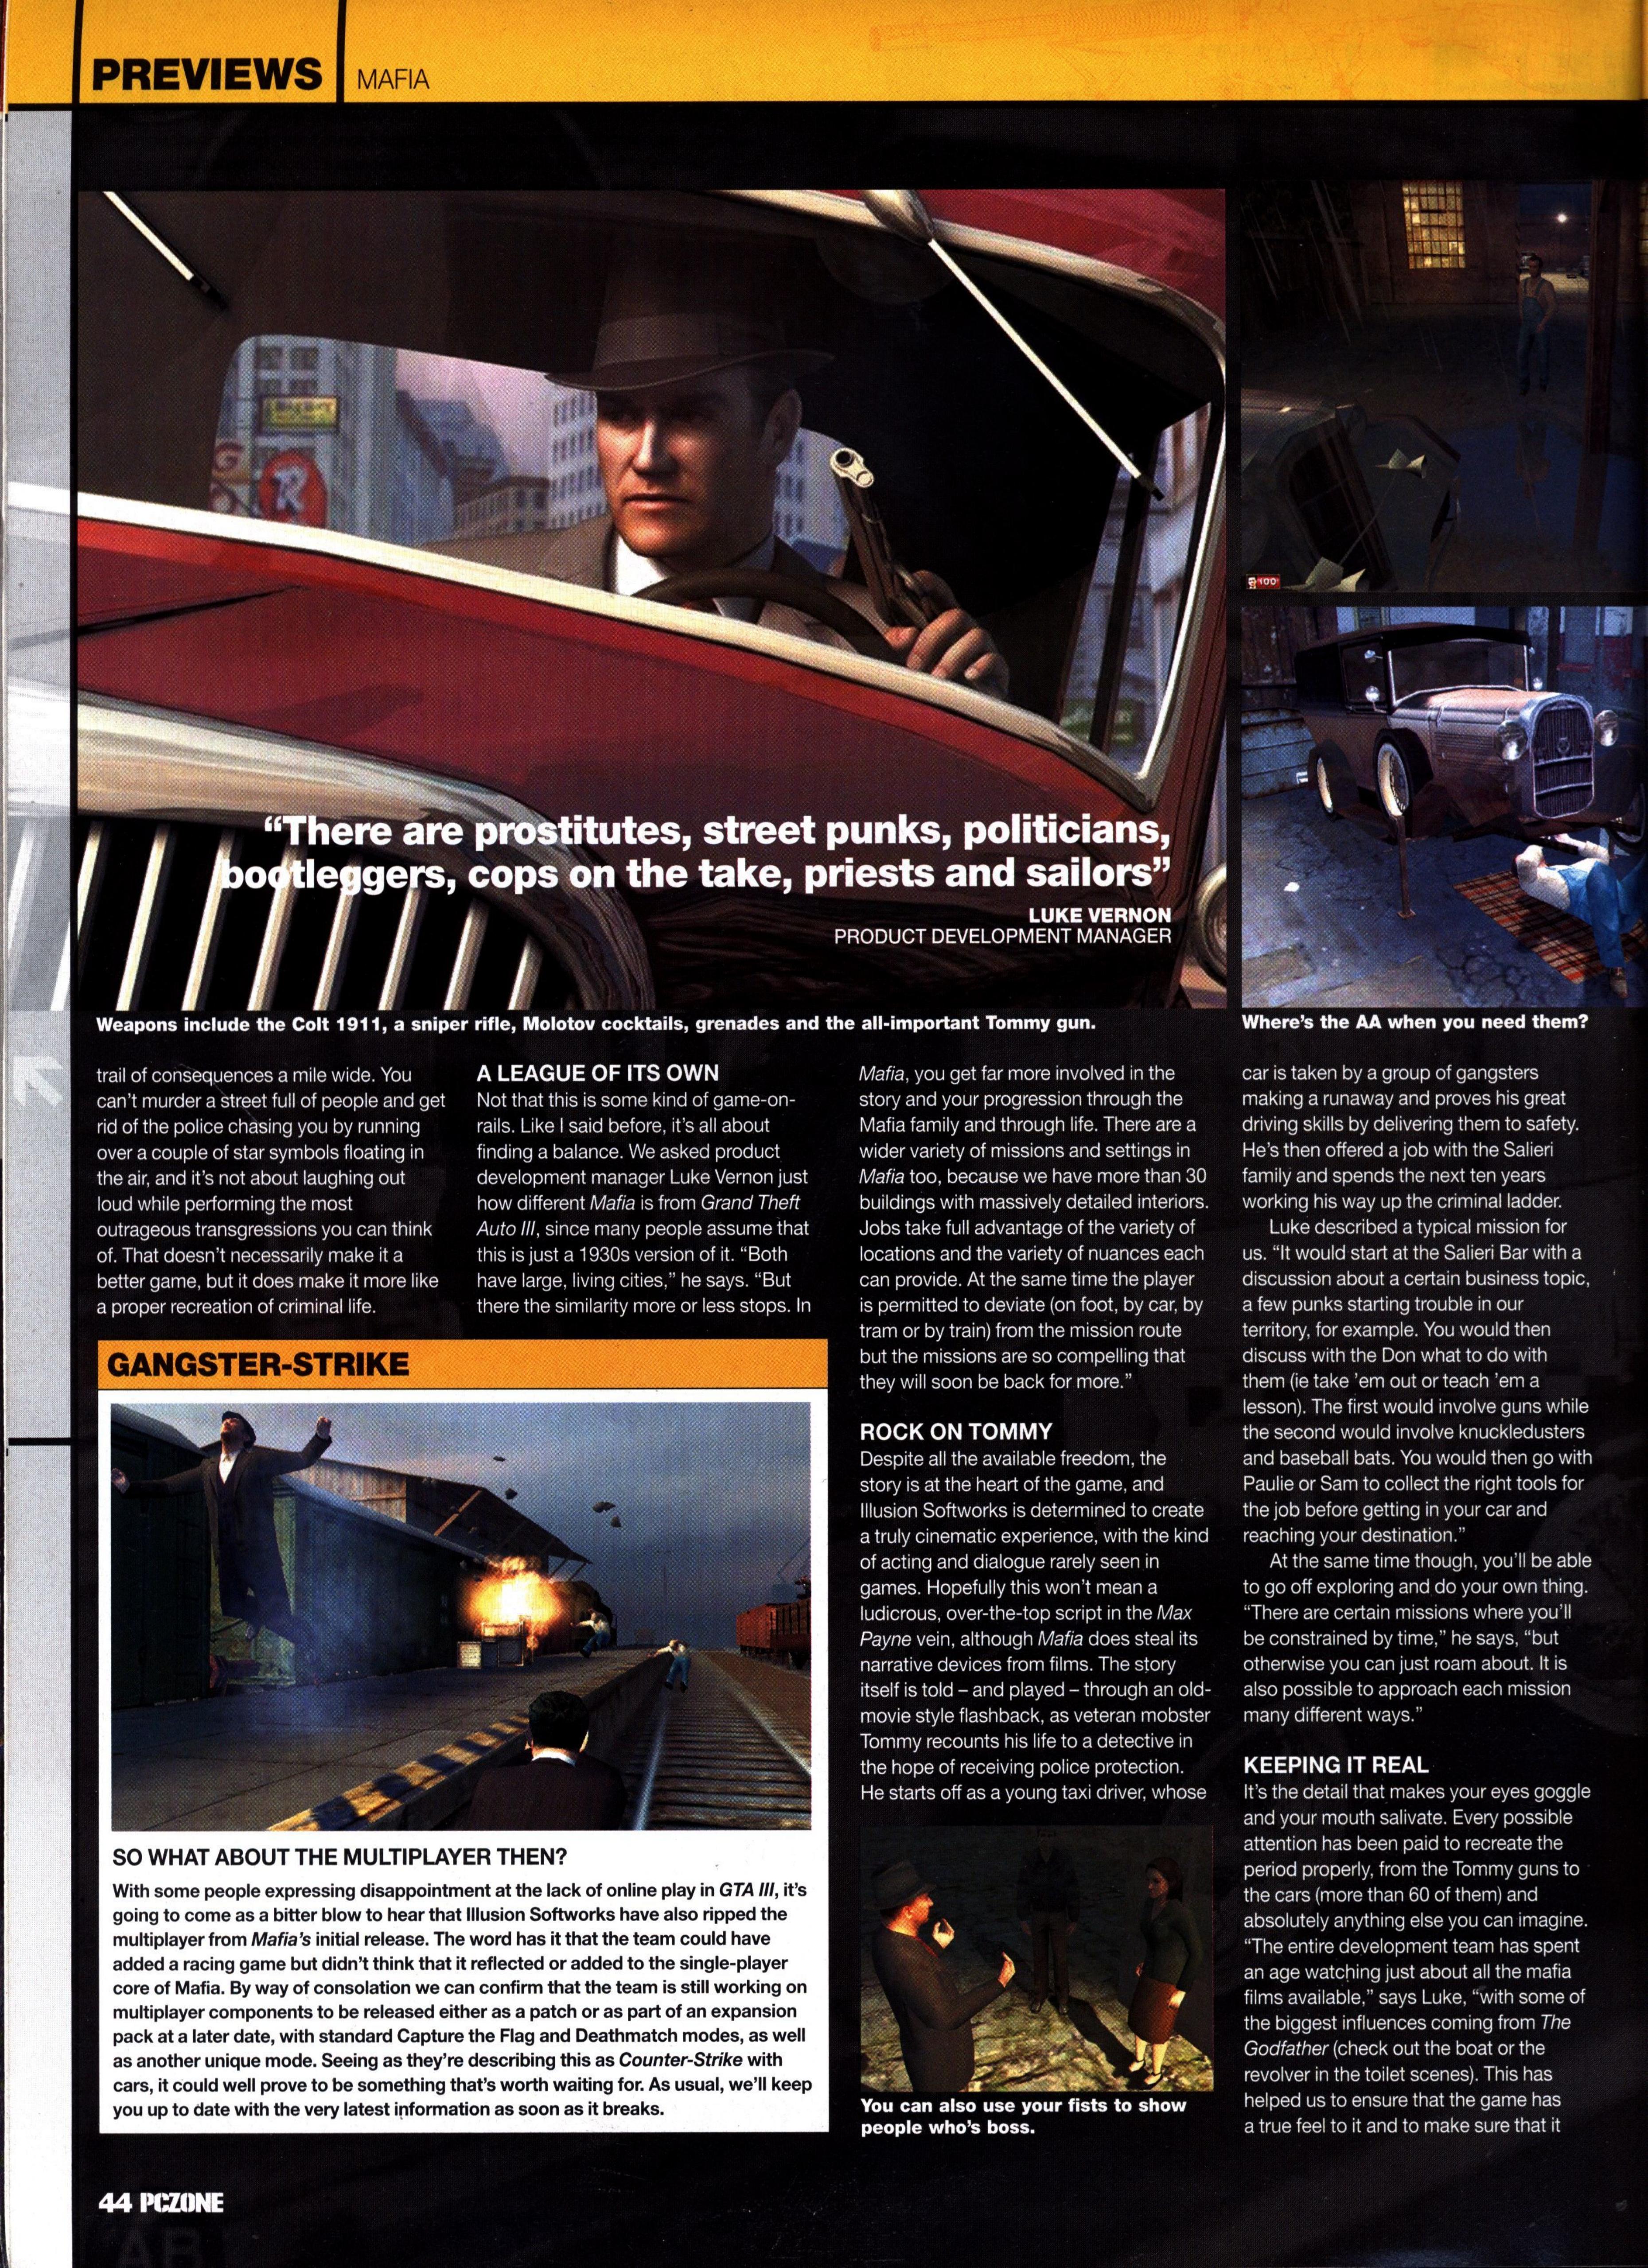 PREVIEWS
MAFIA
G
R
100
“There are prostitutes, street punks, politicians,
bootleggers, cops on the take, priests and sailors”
LUKE VERNON
PRODUCT DEVELOPMENT MANAGER
Weapons include the Colt 1911, a sniper rifle, Molotov cocktails, grenades and the all-important Tommy gun.
Where’s the AA when you need them?
trail of consequences a mile wide. You
can’t murder a street full of people and get
rid of the police chasing you by running
over a couple of star symbols floating in
the air, and it’s not about laughing out
loud while performing the most
outrageous transgressions you can think
of. That doesn’t necessarily make it a
better game, but it does make it more like
a proper recreation of criminal life.
A LEAGUE OF ITS OWN
Not that this is some kind of game-on-
rails. Like I said before, it’s all about
finding a balance. We asked product
development manager Luke Vernon just
how different Mafia is from Grand Theft
Auto III, since many people assume that
this is just a 1930s version of it. “Both
have large, living cities,” he says. “But
there the similarity more or less stops. In
Mafia, you get far more involved in the
story and your progression through the
Mafia family and through life. There are a
wider variety of missions and settings in
Mafia too, because we have more than 30
buildings with massively detailed interiors.
Jobs take full advantage of the variety of
locations and the variety of nuances each
can provide. At the same time the player
is permitted to deviate (on foot, by car, by
tram or by train) from the mission route
but the missions are so compelling that
they will soon be back for more.”
ROCK ON TOMMY
Despite all the available freedom, the
story is at the heart of the game, and
Illusion Softworks is determined to create
a truly cinematic experience, with the kind
of acting and dialogue rarely seen in
games. Hopefully this won’t mean a
ludicrous, over-the-top script in the Max
Payne vein, although Mafia does steal its
narrative devices from films. The story
itself is told – and played – through an old-
movie style flashback, as veteran mobster
Tommy recounts his life to a detective in
the hope of receiving police protection.
He starts off as a young taxi driver, whose
You can also use your fists to show
people who’s boss.
car is taken by a group of gangsters
making a runaway and proves his great
driving skills by delivering them to safety.
He’s then offered a job with the Salieri
family and spends the next ten years
working his way up the criminal ladder.
Luke described a typical mission for
us. “It would start at the Salieri Bar with a
discussion about a certain business topic,
a few punks starting trouble in our
territory, for example. You would then
discuss with the Don what to do with
them (ie take ’em out or teach ’em a
lesson). The first would involve guns while
the second would involve knuckledusters
and baseball bats. You would then go with
Paulie or Sam to collect the right tools for
the job before getting in your car and
reaching your destination.”
At the same time though, you’ll be able
to go off exploring and do your own thing.
“There are certain missions where you’ll
be constrained by time,” he says, “but
otherwise you can just roam about. It is
also possible to approach each mission
many different ways.”
KEEPING IT REAL
It’s the detail that makes your eyes goggle
and your mouth salivate. Every possible
attention has been paid to recreate the
period properly, from the Tommy guns to
the cars (more than 60 of them) and
absolutely anything else you can imagine.
“The entire development team has spent
an age watching just about all the mafia
films available,” says Luke, “with some of
the biggest influences coming from The
Godfather (check out the boat or the
revolver in the toilet scenes). This has
helped us to ensure that the game has
a true feel to it and to make sure that it
GANGSTER-STRIKE
SO WHAT ABOUT THE MULTIPLAYER THEN?
With some people expressing disappointment at the lack of online play in GTA III, it’s
going to come as a bitter blow to hear that Illusion Softworks have also ripped the
multiplayer from Mafia’s initial release. The word has it that the team could have
added a racing game but didn’t think that it reflected or added to the single-player
core of Mafia. By way of consolation we can confirm that the team is still working on
multiplayer components to be released either as a patch or as part of an expansion
pack at a later date, with standard Capture the Flag and Deathmatch modes, as well
as another unique mode. Seeing as they’re describing this as Counter-Strike with
cars, it could well prove to be something that’s worth waiting for. As usual, we’ll keep
you up to date with the very latest information as soon as it breaks.
44 PCZONE